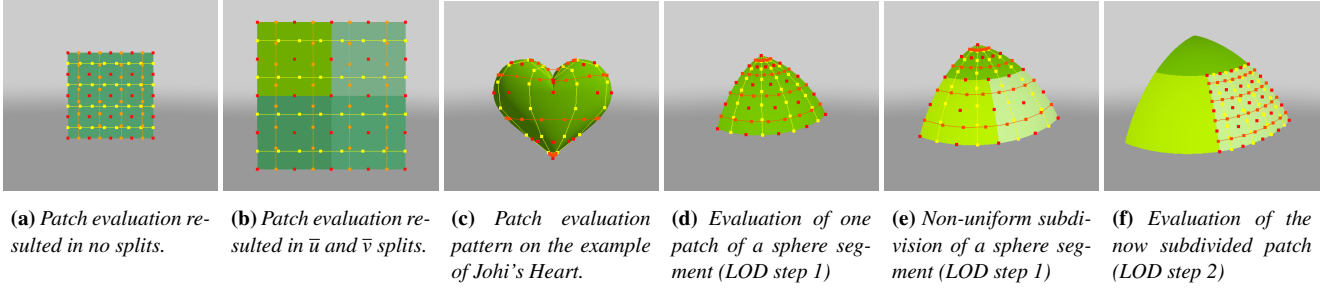 (a) Patch evaluation re-
sulted in no splits.
(b) Patch evaluation re-
sulted in u̅ and v̅ splits.
(c) Patch evaluation
pattern on the example
of Johi's Heart.
(d) Evaluation of one
patch of a sphere seg-
ment (LOD step 1)
(e) Non-uniform subdi-
vision of a sphere seg-
ment (LOD step 1)
(f) Evaluation of the
now subdivided patch
(LOD step 2)